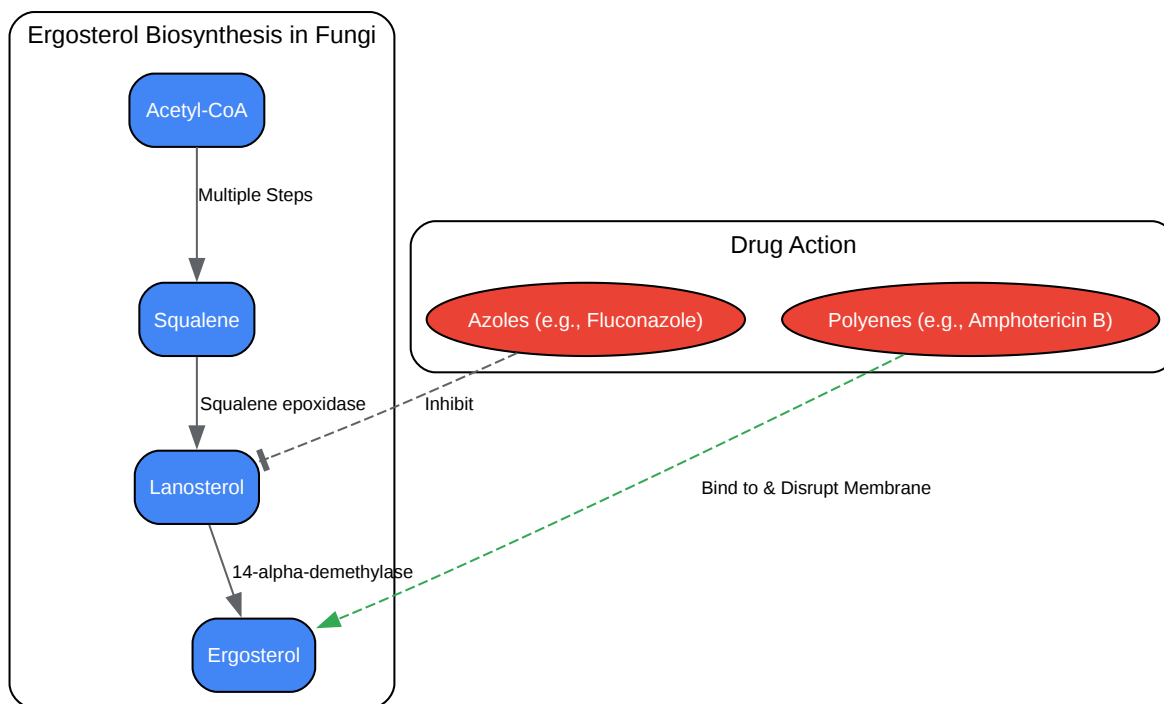 Ergosterol Biosynthesis in Fungi
Acetyl-CoA
Multiple Steps
Squalene
Squalene epoxidase
Lanosterol
14-alpha-demethylase
Ergosterol
Drug Action
Azoles (e.g., Fluconazole)
Polyenes (e.g., Amphotericin B)
Inhibit
Bind to & Disrupt Membrane